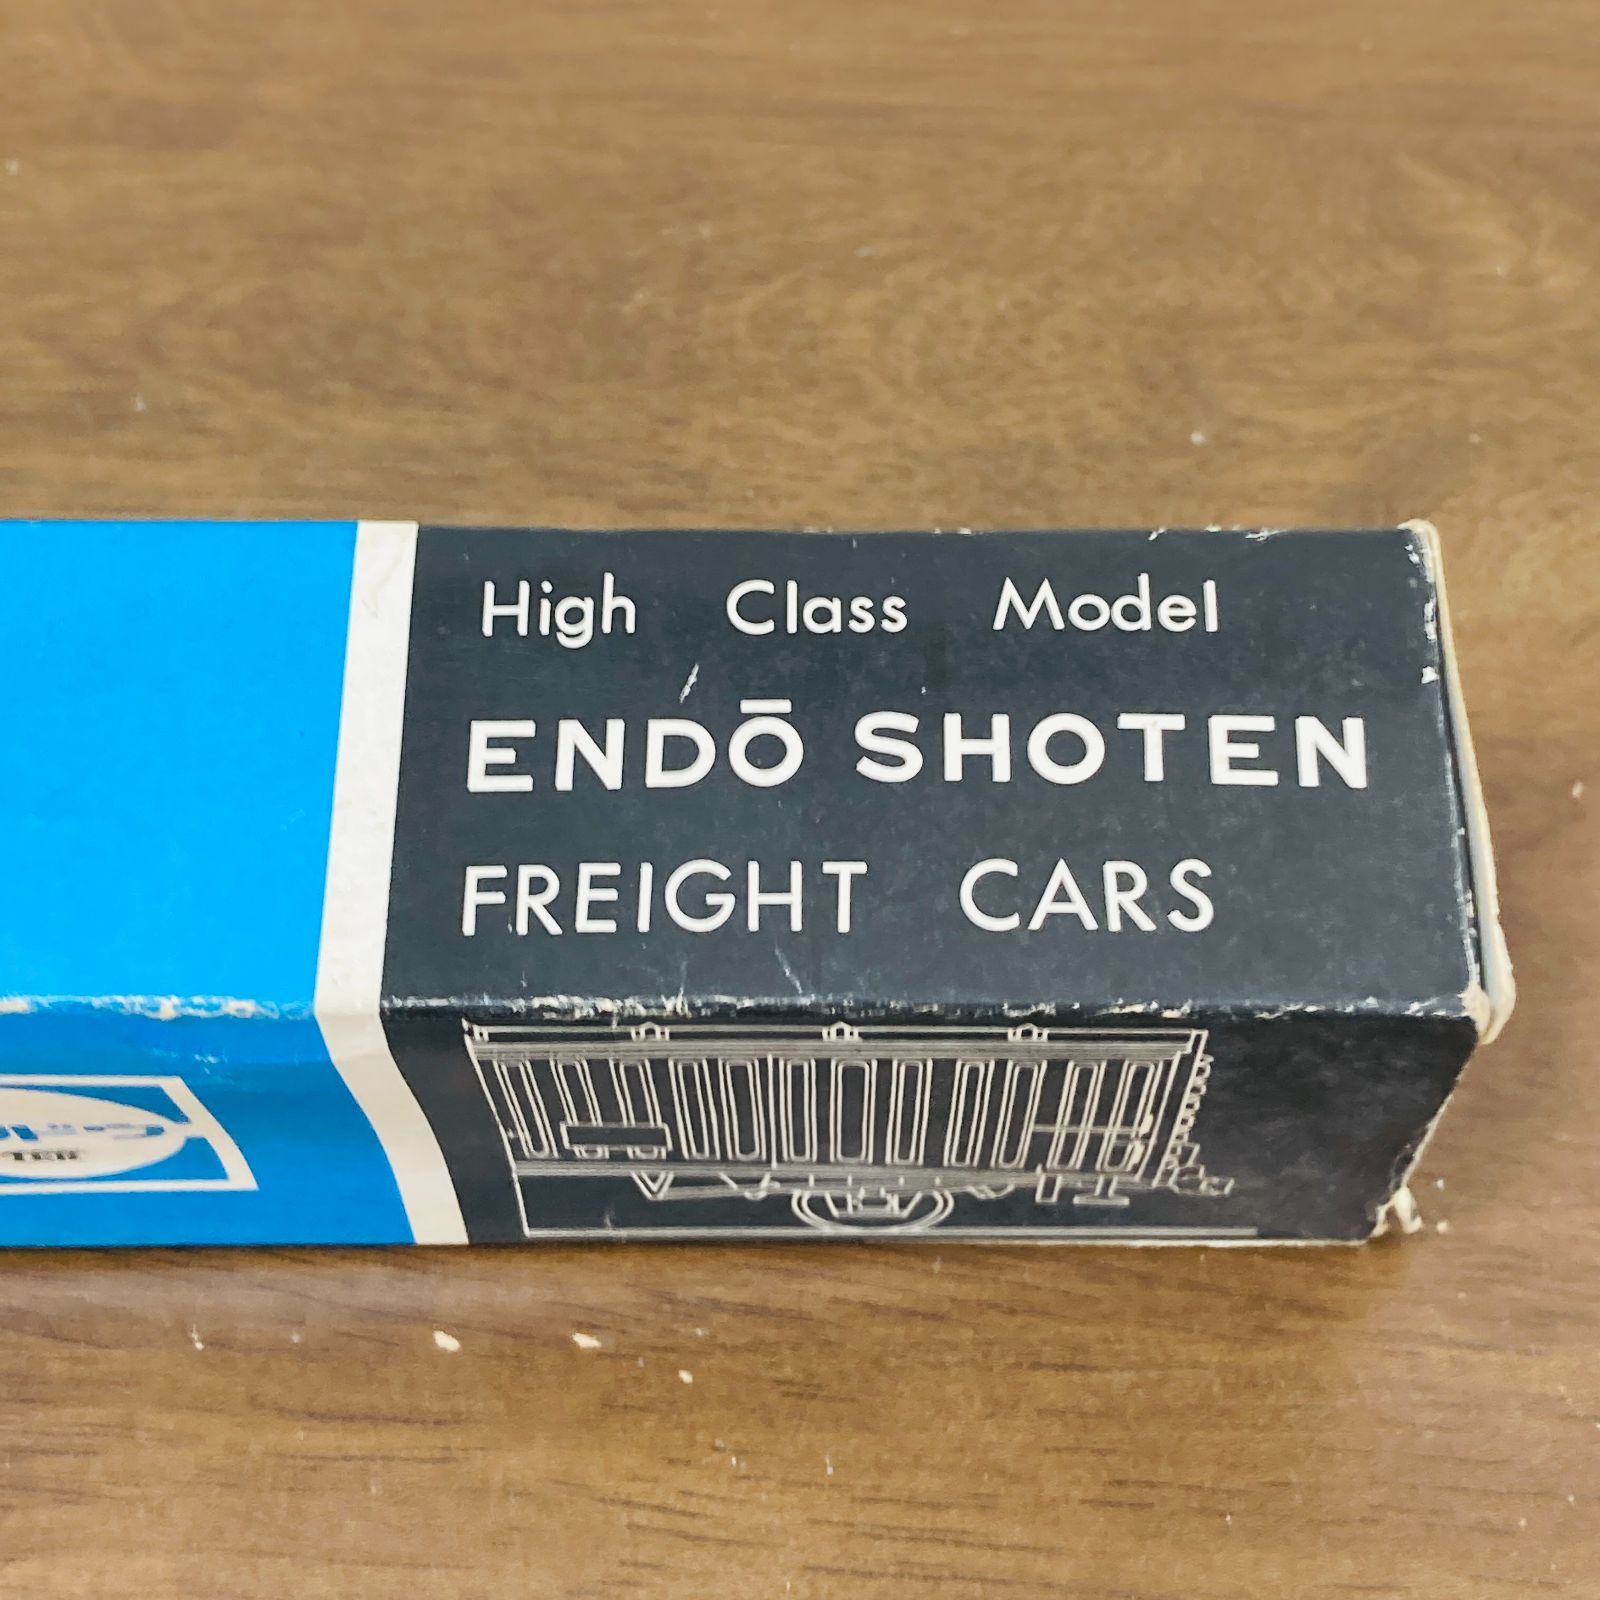 High Class Model
ENDŌ SHOTEN
FREIGHT CARS